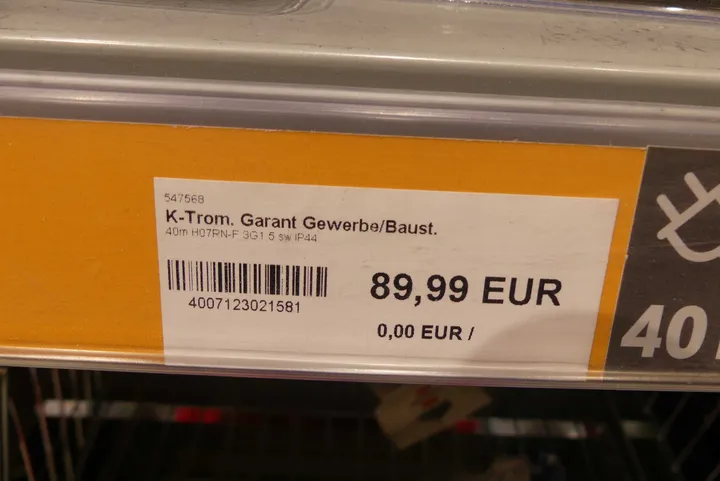 547568
K-Trom. Garant Gewerbe/Baust.
40m H07RN-F 3G1.5 sw IP44
4007123021581
89,99 EUR
0,00 EUR /
40